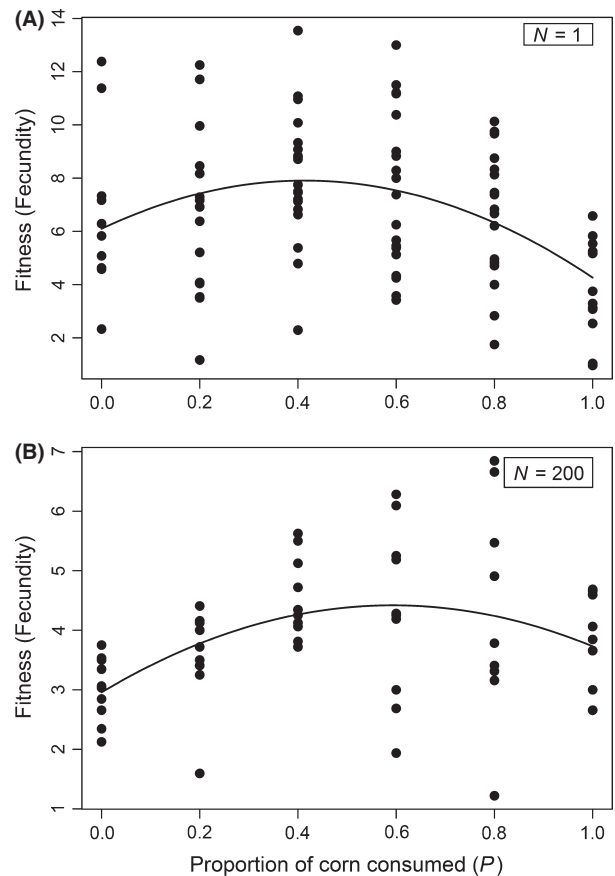 (A)
N = 1
14
12
10
8
6
4
2
Fitness (Fecundity)
0.0 0.2 0.4 0.6 0.8 1.0
(B)
N = 200
7
6
5
4
3
2
1
Fitness (Fecundity)
0.0 0.2 0.4 0.6 0.8 1.0
Proportion of corn consumed (P)